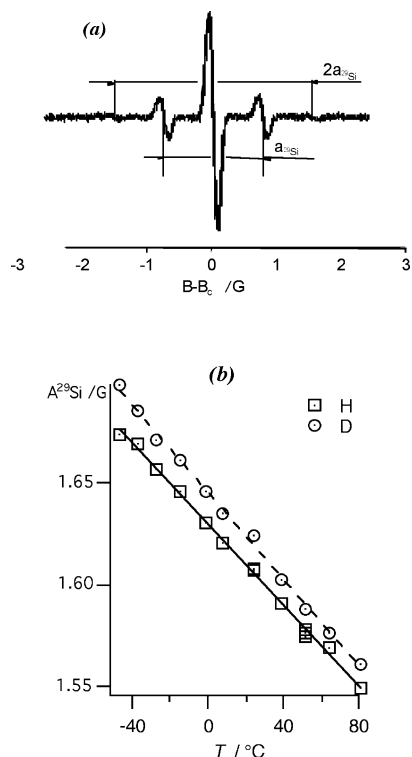 (a)
2a²⁹Si
a²⁹Si
-3 -2 -1 0 1 2 3
B-Bc /G
(b)
A²⁹Si /G
H
D
1.65
1.60
1.55
-40 0 40 80
T / °C